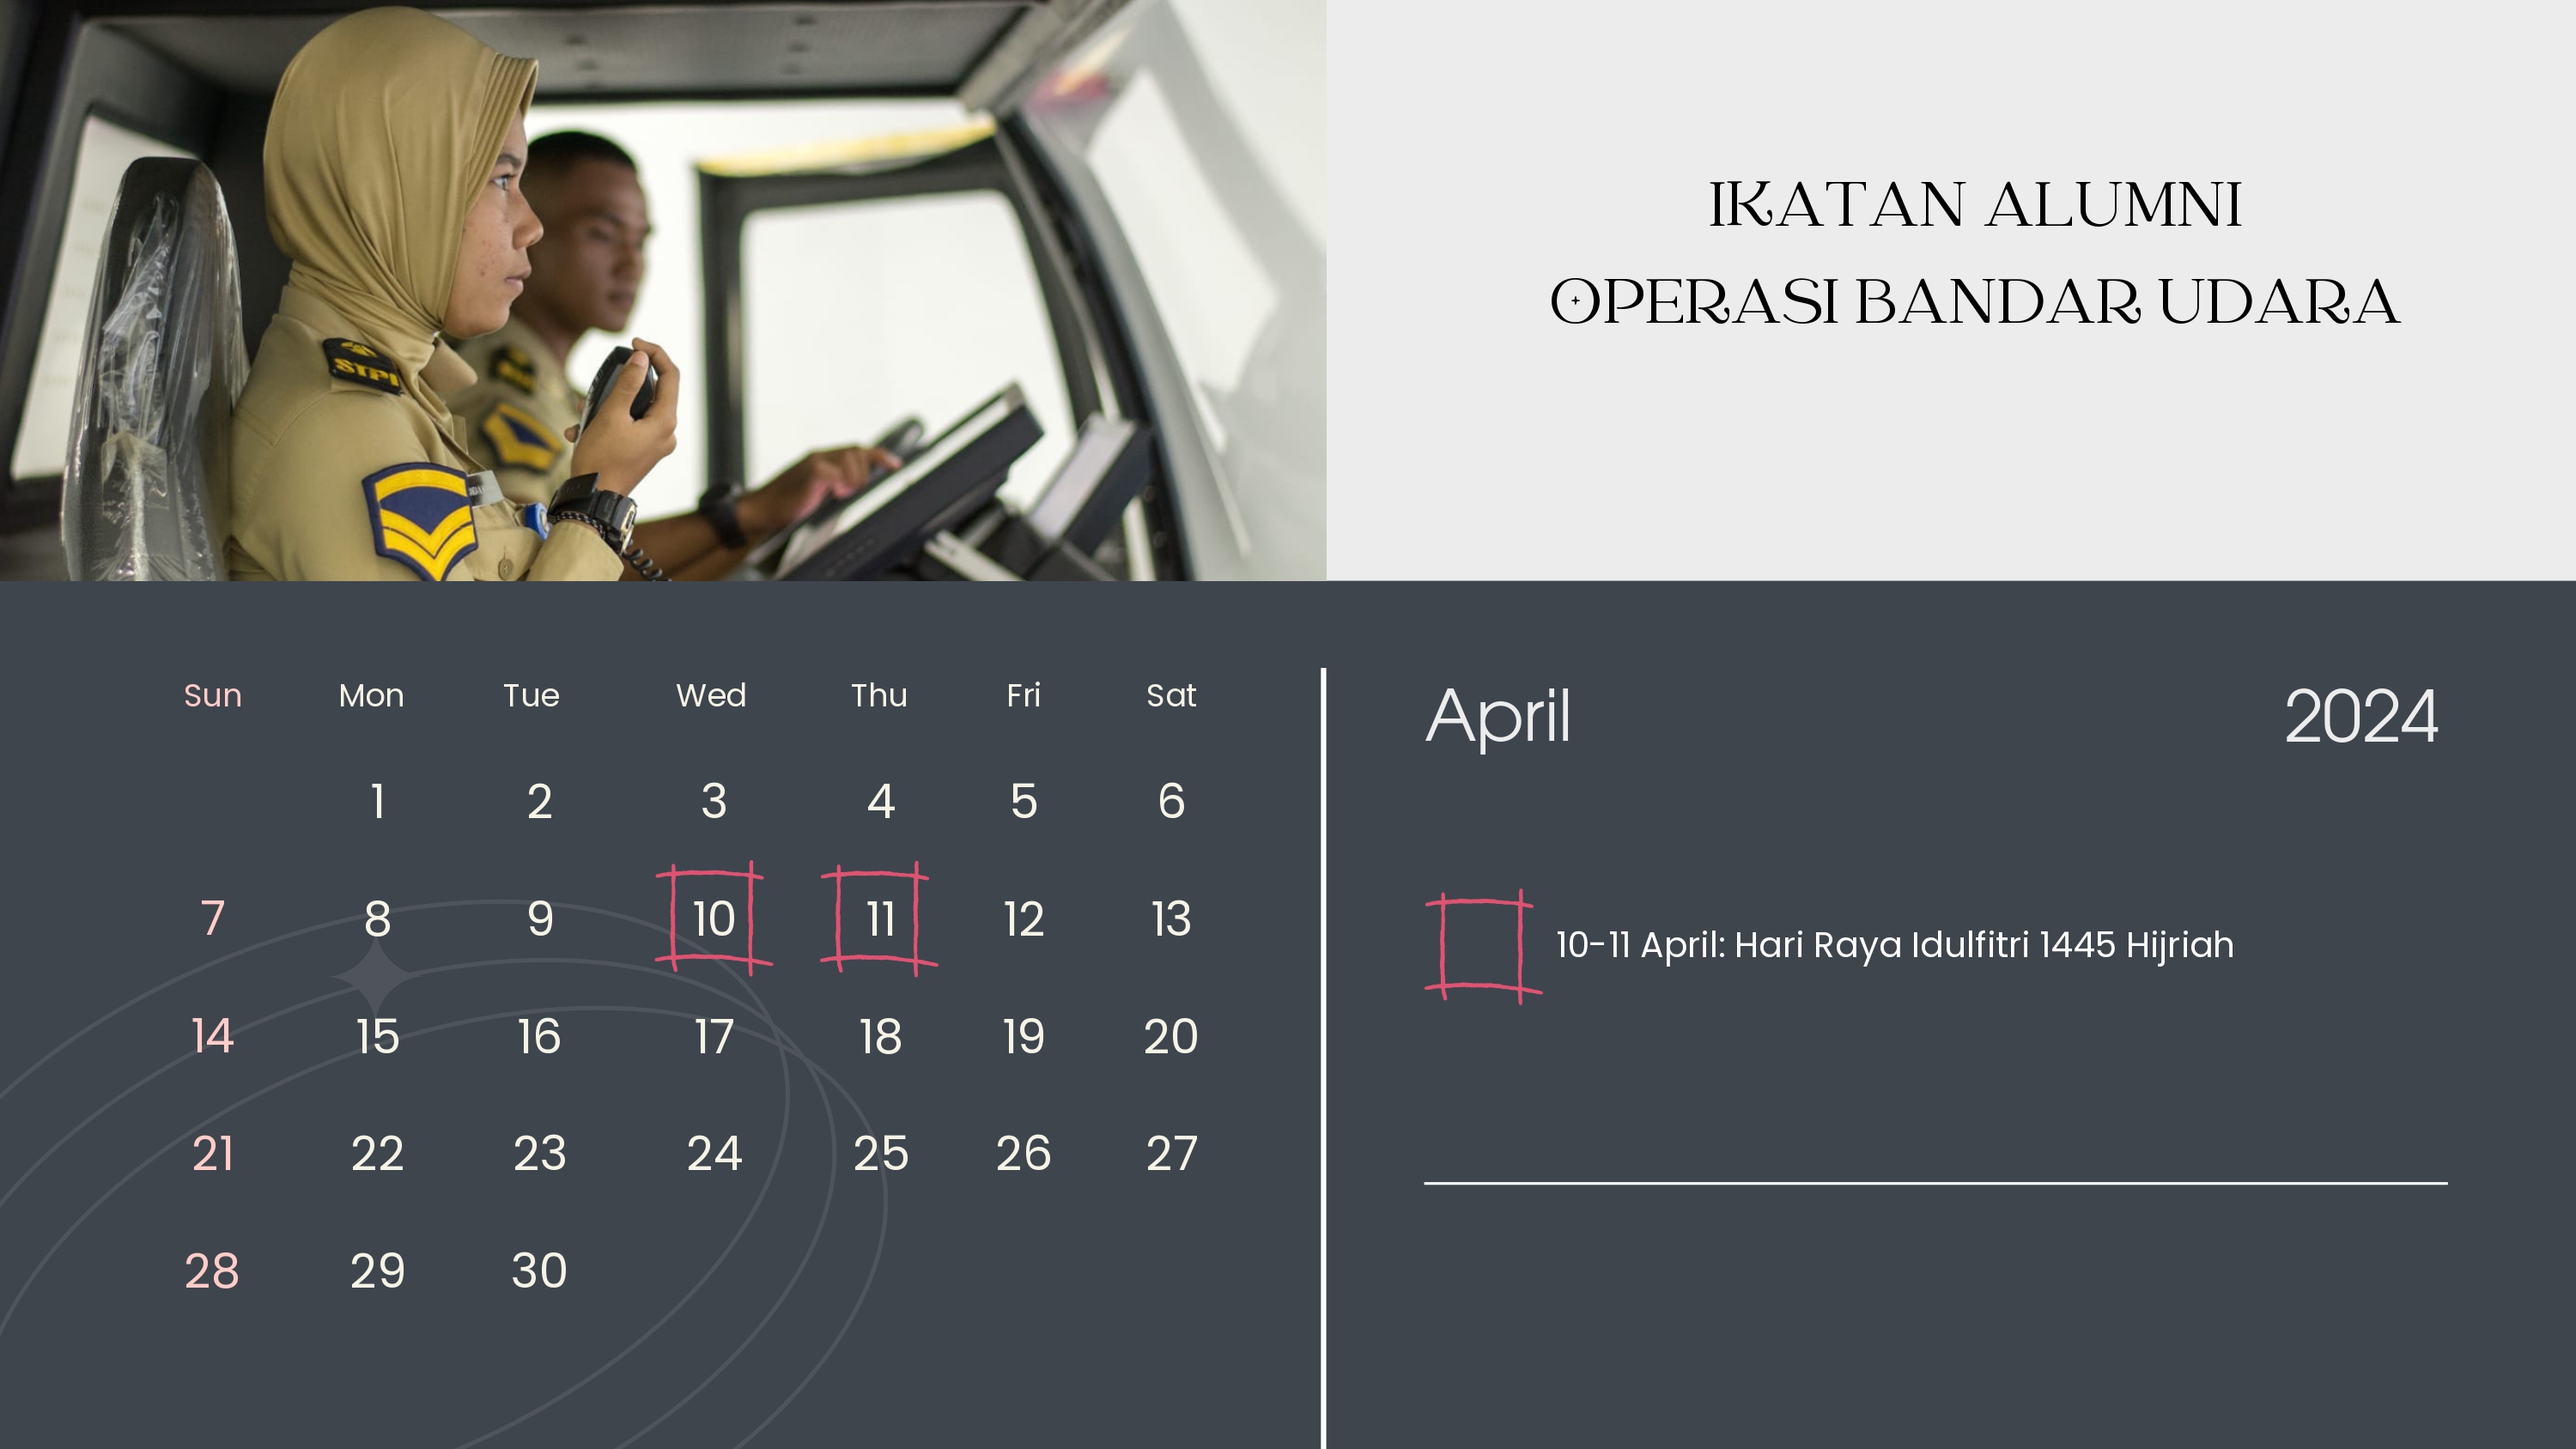 STPI
IKATAN ALUMNI
OPERASI BANDAR UDARA
Sun Mon Tue Wed Thu Fri Sat
1 2 3 4 5 6
7 8 9 10 11 12 13
14 15 16 17 18 19 20
21 22 23 24 25 26 27
28 29 30
April 2024
10-11 April: Hari Raya Idulfitri 1445 Hijriah